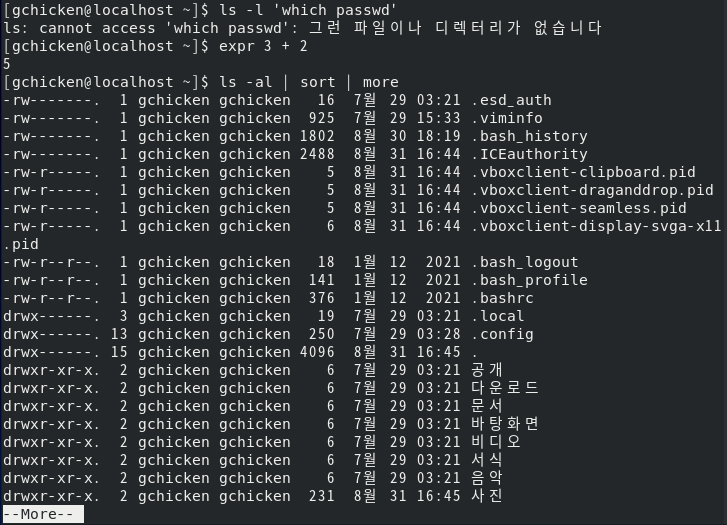 [gchicken@localhost ~]$ ls -l 'which passwd'
ls: cannot access 'which passwd': 그런 파일이나 디렉터리가 없습니다
[gchicken@localhost ~]$ expr 3 + 2
5
[gchicken@localhost ~]$ ls -al | sort | more
-rw-------.  1 gchicken gchicken   16  7월 29 03:21 .esd_auth
-rw-------.  1 gchicken gchicken  925  7월 29 15:33 .viminfo
-rw-------.  1 gchicken gchicken 1802  8월 30 18:19 .bash_history
-rw-------.  1 gchicken gchicken 2488  8월 31 16:44 .ICEauthority
-rw-r-----.  1 gchicken gchicken    5  8월 31 16:44 .vboxclient-clipboard.pid
-rw-r-----.  1 gchicken gchicken    5  8월 31 16:44 .vboxclient-draganddrop.pid
-rw-r-----.  1 gchicken gchicken    5  8월 31 16:44 .vboxclient-seamless.pid
-rw-r-----.  1 gchicken gchicken    6  8월 31 16:44 .vboxclient-display-svga-x11
.pid
-rw-r--r--.  1 gchicken gchicken   18  1월 12  2021 .bash_logout
-rw-r--r--.  1 gchicken gchicken  141  1월 12  2021 .bash_profile
-rw-r--r--.  1 gchicken gchicken  376  1월 12  2021 .bashrc
drwx------.  3 gchicken gchicken   19  7월 29 03:21 .local
drwx------. 13 gchicken gchicken  250  7월 29 03:28 .config
drwx------. 15 gchicken gchicken 4096  8월 31 16:45 .
drwxr-xr-x.  2 gchicken gchicken    6  7월 29 03:21 공개
drwxr-xr-x.  2 gchicken gchicken    6  7월 29 03:21 다운로드
drwxr-xr-x.  2 gchicken gchicken    6  7월 29 03:21 문서
drwxr-xr-x.  2 gchicken gchicken    6  7월 29 03:21 바탕화면
drwxr-xr-x.  2 gchicken gchicken    6  7월 29 03:21 비디오
drwxr-xr-x.  2 gchicken gchicken    6  7월 29 03:21 서식
drwxr-xr-x.  2 gchicken gchicken    6  7월 29 03:21 음악
drwxr-xr-x.  2 gchicken gchicken  231  8월 31 16:45 사진
--More--